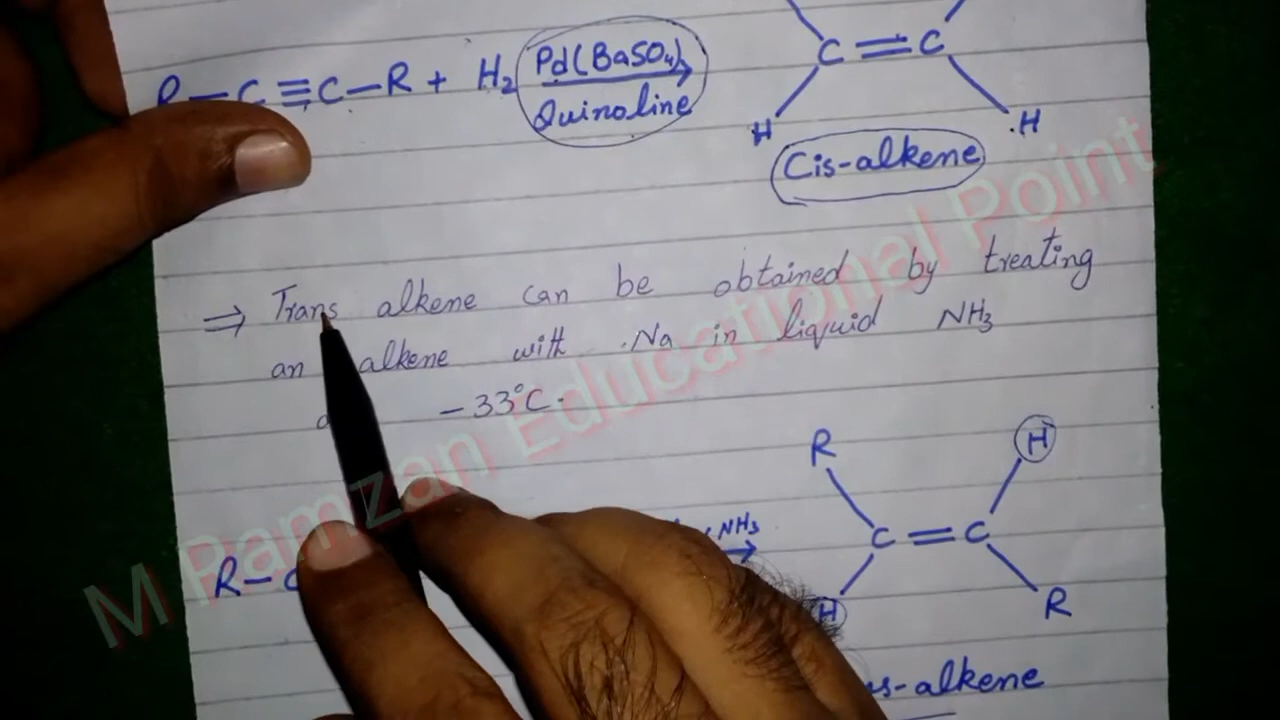 R—C≡C—R + H₂ Pd(BaSO₄) Quinoline → C=C
H H
Cis-alkene
⇒ Trans alkene can be obtained by treating
an alkene with Na in liquid NH₃
−33°C.
R H
NH₃ → C=C
R–
H R
-alkene
M Ramzan Educational Point